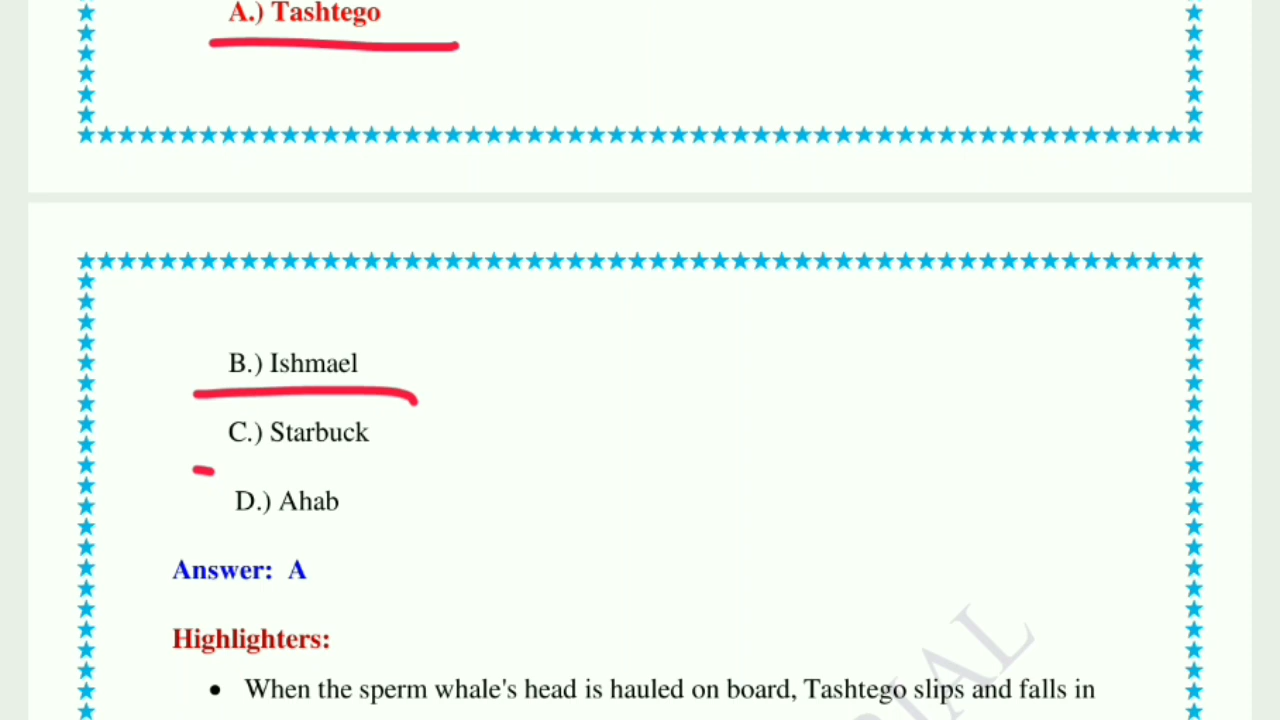 A.) Tashtego
B.) Ishmael
C.) Starbuck
D.) Ahab
Answer: A
Highlighters:
• When the sperm whale's head is hauled on board, Tashtego slips and falls in